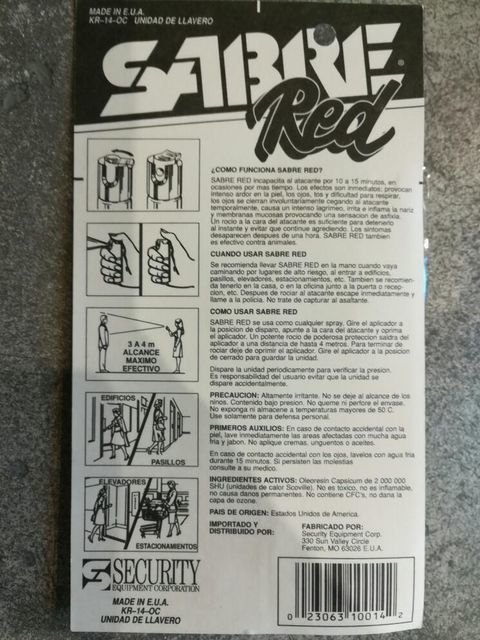 MADE IN E.U.A.
KR-14-OC UNIDAD DE LLAVERO
SABRE
Red
¿COMO FUNCIONA SABRE RED?
SABRE RED incapacita al atacante por 10 a 15 minutos, en
ocasiones por mas tiempo. Los efectos son inmediatos: provocan
intenso ardor en la piel, los ojos, tos y dificultad para respirar,
los ojos se cierran involuntariamente cegando al atacante
temporalmente, causa un intenso lagrimeo, irrita e inflama la nariz
y membranas mucosas provocando una sensacion de asfixia.
Un rocio a la cara del atacante es suficiente para detenerlo
al instante y evitar que continue agrediendo. Los sintomas
desaparecen despues de una hora. SABRE RED tambien
es efectivo contra animales.
CUANDO USAR SABRE RED
Se recomienda llevar SABRE RED en la mano cuando vaya
caminando por lugares de alto riesgo, al entrar a edificios,
pasillos, elevadores, estacionamientos, etc. Tambien se recomien-
da tenerlo en la casa, o en la oficina junto a la puerta o recep-
cion, etc. Despues de rociar al atacante escape inmediatamente y
llame a la policia. No trate de capturar al asaltante.
COMO USAR SABRE RED
SABRE RED se usa como cualquier spray. Gire el aplicador a
la posicion de disparo, apunte a la cara del atacante y oprima
el aplicador. Un potente rocio de poderosa proteccion saldra del
aplicador a una distancia de hasta 4 metros. Para terminar de
rociar deje de oprimir el aplicador. Gire el aplicador a la posicion
de cerrado para guardar la unidad.
Dispare la unidad periodicamente para verificar la presion.
Es responsabilidad del usuario evitar que la unidad se
dispare accidentalmente.
PRECAUCION: Altamente irritante. No se deje al alcance de los
ninos. Contenido bajo presion. No queme ni perfore el envase.
No exponga ni almacene a temperaturas mayores de 50 C.
Use solamente para defensa personal.
PRIMEROS AUXILIOS: En caso de contacto accidental con la
piel, lave inmediatamente las areas afectadas con mucha agua
fria y jabon. No aplique cremas, unguentos o aceites.
En caso de contacto accidental con los ojos, lavelos con agua fria
durante 15 minutos. Si persisten las molestias
consulte a su medico.
INGREDIENTES ACTIVOS: Oleoresin Capsicum de 2 000 000
SHU (unidades de calor Scoville). No es toxico, no es inflamable,
no causa danos permanentes. No contiene CFC's, no dana la
capa de ozono.
PAIS DE ORIGEN: Estados Unidos de America.
IMPORTADO Y
DISTRIBUIDO POR:
FABRICADO POR:
Security Equipment Corp.
330 Sun Valley Circle
Fenton, MO 63026 E.U.A.
3 A 4 m
ALCANCE
MAXIMO
EFECTIVO
EDIFICIOS
PASILLOS
ELEVADORES
ESTACIONAMIENTOS
SECURITY
EQUIPMENT CORPORATION
MADE IN E.U.A.
KR-14-OC
UNIDAD DE LLAVERO
0 23063 10014 2